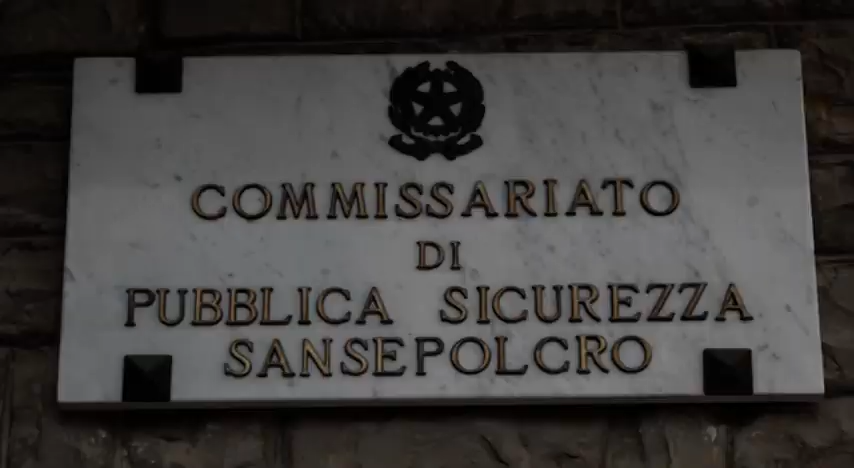 COMMISSARIATO
DI
PUBBLICA SICUREZZA
SANSEPOLCRO